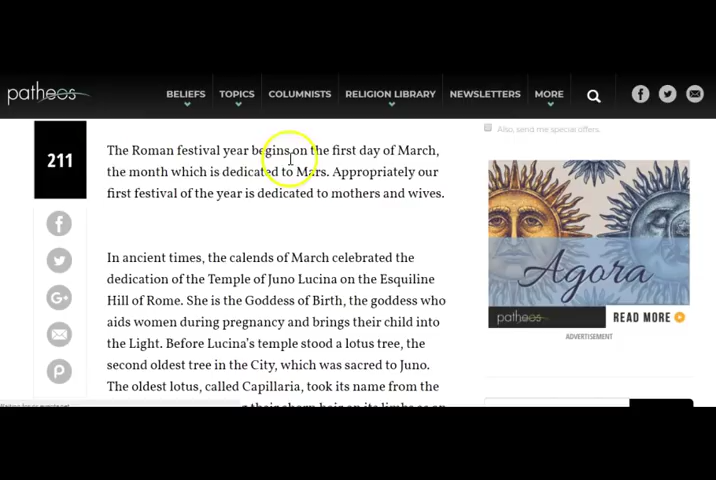 patheos
BELIEFS TOPICS COLUMNISTS RELIGION LIBRARY NEWSLETTERS MORE
211
The Roman festival year begins on the first day of March,
the month which is dedicated to Mars. Appropriately our
first festival of the year is dedicated to mothers and wives.
In ancient times, the calends of March celebrated the
dedication of the Temple of Juno Lucina on the Esquiline
Hill of Rome. She is the Goddess of Birth, the goddess who
aids women during pregnancy and brings their child into
the Light. Before Lucina's temple stood a lotus tree, the
second oldest tree in the City, which was sacred to Juno.
The oldest lotus, called Capillaria, took its name from the
Also, send me special offers.
Agora
patheos READ MORE
ADVERTISEMENT